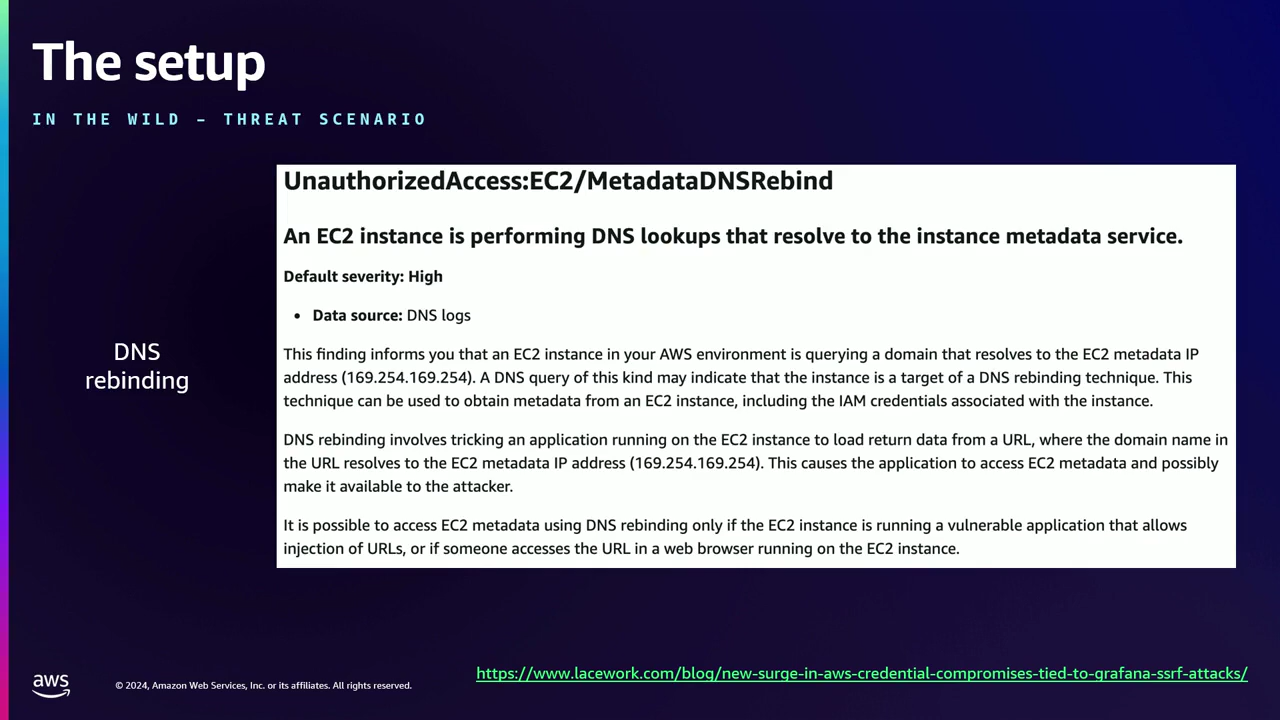 The setup
IN THE WILD – THREAT SCENARIO
DNS
rebinding
UnauthorizedAccess:EC2/MetadataDNSRebind
An EC2 instance is performing DNS lookups that resolve to the instance metadata service.
Default severity: High
• Data source: DNS logs
This finding informs you that an EC2 instance in your AWS environment is querying a domain that resolves to the EC2 metadata IP
address (169.254.169.254). A DNS query of this kind may indicate that the instance is a target of a DNS rebinding technique. This
technique can be used to obtain metadata from an EC2 instance, including the IAM credentials associated with the instance.
DNS rebinding involves tricking an application running on the EC2 instance to load return data from a URL, where the domain name in
the URL resolves to the EC2 metadata IP address (169.254.169.254). This causes the application to access EC2 metadata and possibly
make it available to the attacker.
It is possible to access EC2 metadata using DNS rebinding only if the EC2 instance is running a vulnerable application that allows
injection of URLs, or if someone accesses the URL in a web browser running on the EC2 instance.
https://www.lacework.com/blog/new-surge-in-aws-credential-compromises-tied-to-grafana-ssrf-attacks/
aws
© 2024, Amazon Web Services, Inc. or its affiliates. All rights reserved.